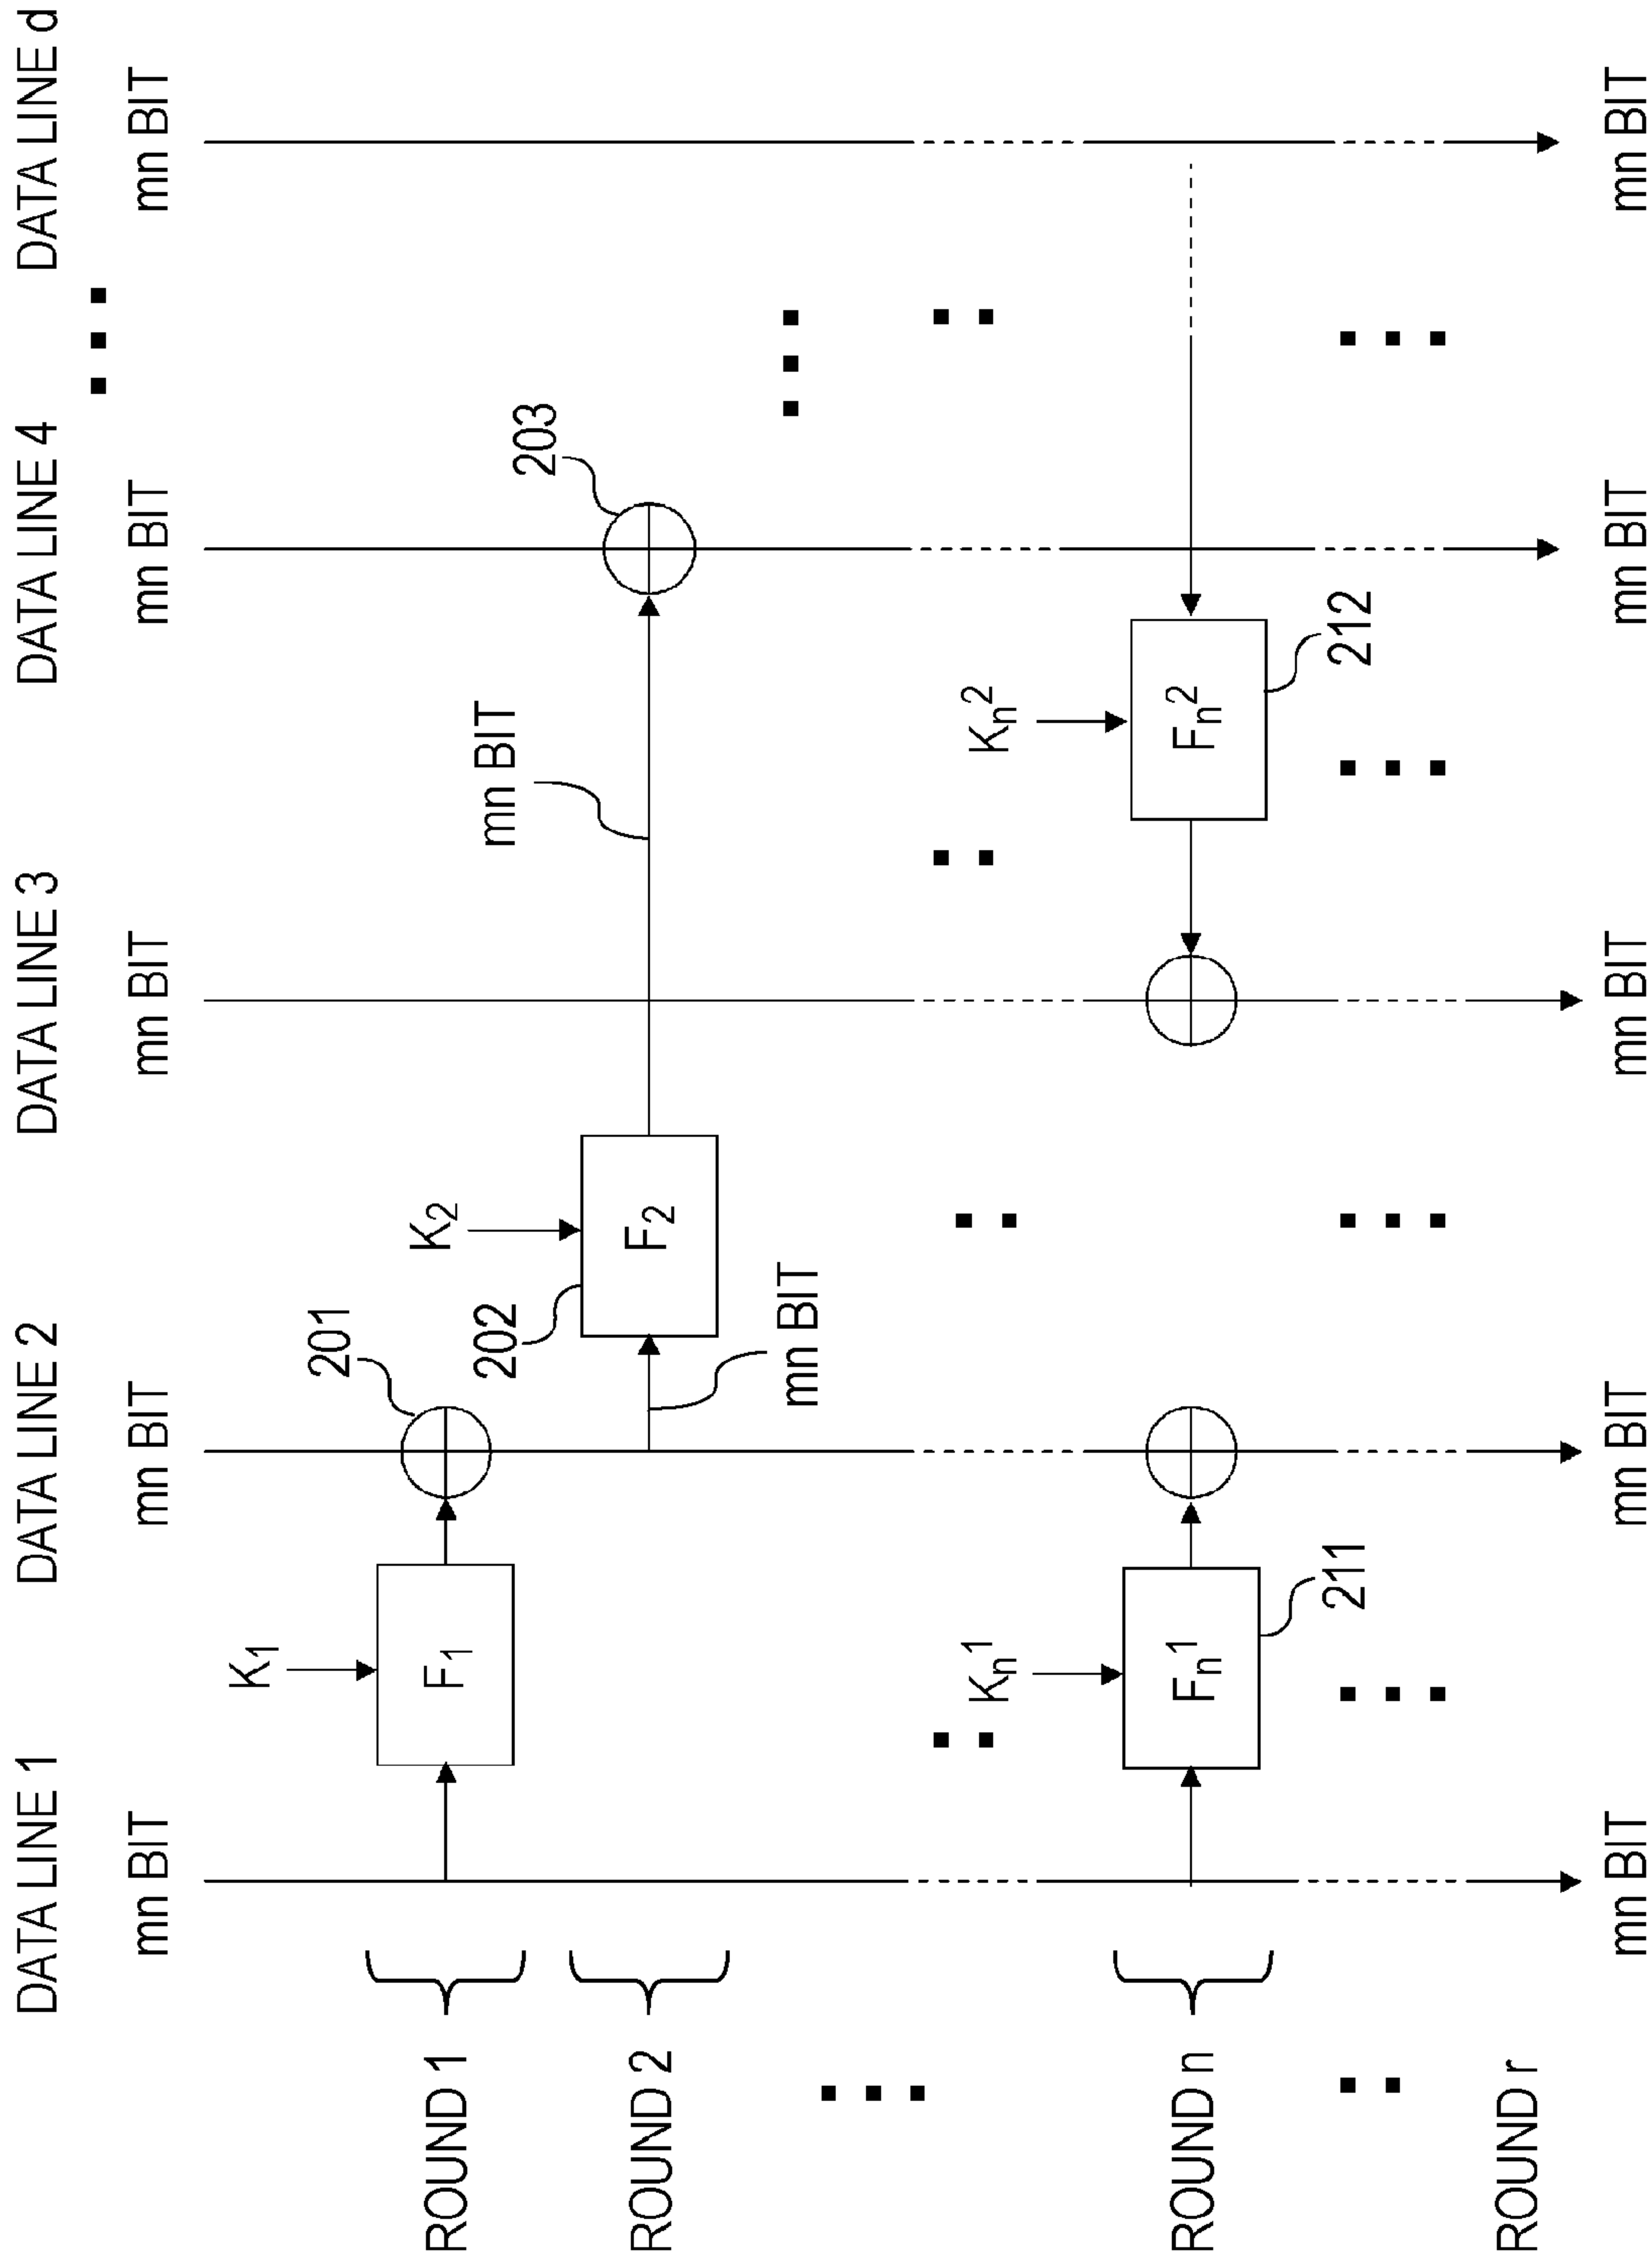 DATA LINE 1 DATA LINE 2 DATA LINE 3 DATA LINE 4 DATA LINE d
mn BIT mn BIT mn BIT mn BIT mn BIT
K1
201
ROUND 1
F1
K2
202
mn BIT
203
ROUND 2
F2
mn BIT
Kn1
Kn2
ROUND n
Fn1
Fn2
211
212
ROUND r
mn BIT mn BIT mn BIT mn BIT mn BIT